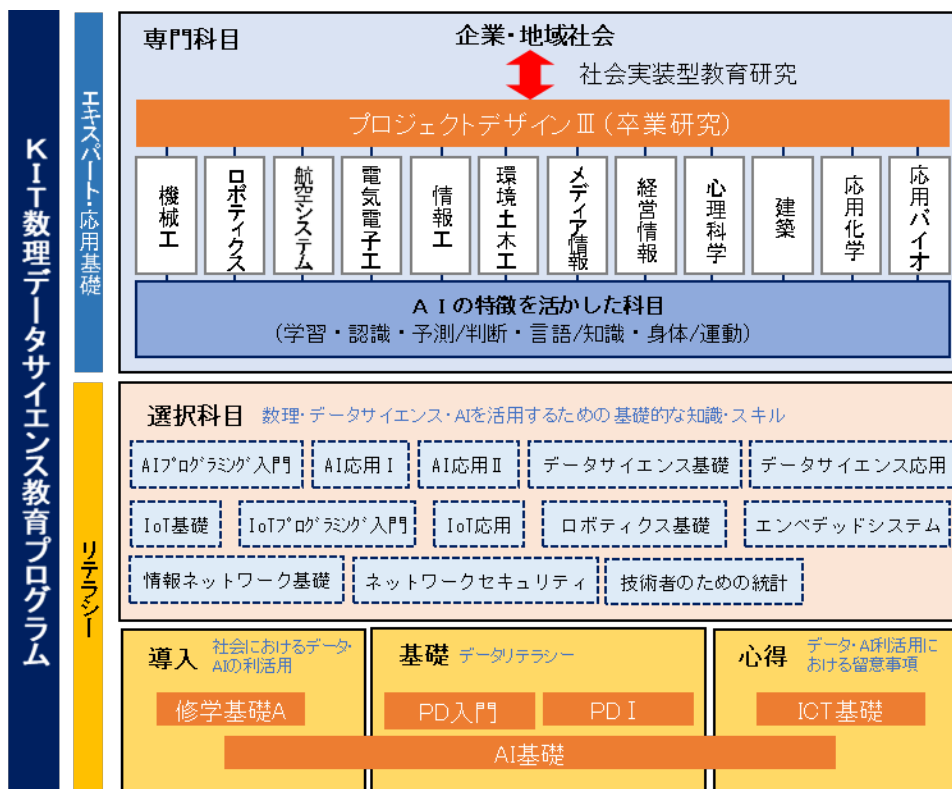 KIT数理データサイエンス教育プログラム
エキスパート・応用基礎
専門科目
企業・地域社会
社会実装型教育研究
プロジェクトデザインⅢ(卒業研究)
機械工
ロボティクス
航空システム
電気電子工
情報工
環境土木工
メディア情報
経営情報
心理科学
建築
応用化学
応用バイオ
AIの特徴を活かした科目
(学習・認識・予測/判断・言語/知識・身体/運動)
リテラシー
選択科目 数理・データサイエンス・AIを活用するための基礎的な知識・スキル
AIプログラミング入門 AI応用Ⅰ AI応用Ⅱ データサイエンス基礎 データサイエンス応用
IoT基礎 IoTプログラミング入門 IoT応用 ロボティクス基礎 エンベデッドシステム
情報ネットワーク基礎 ネットワークセキュリティ 技術者のための統計
導入 社会におけるデータ・
AIの利活用
修学基礎A
基礎 データリテラシー
PD入門 PDⅠ
心得 データ・AI利活用に
おける留意事項
ICT基礎
AI基礎